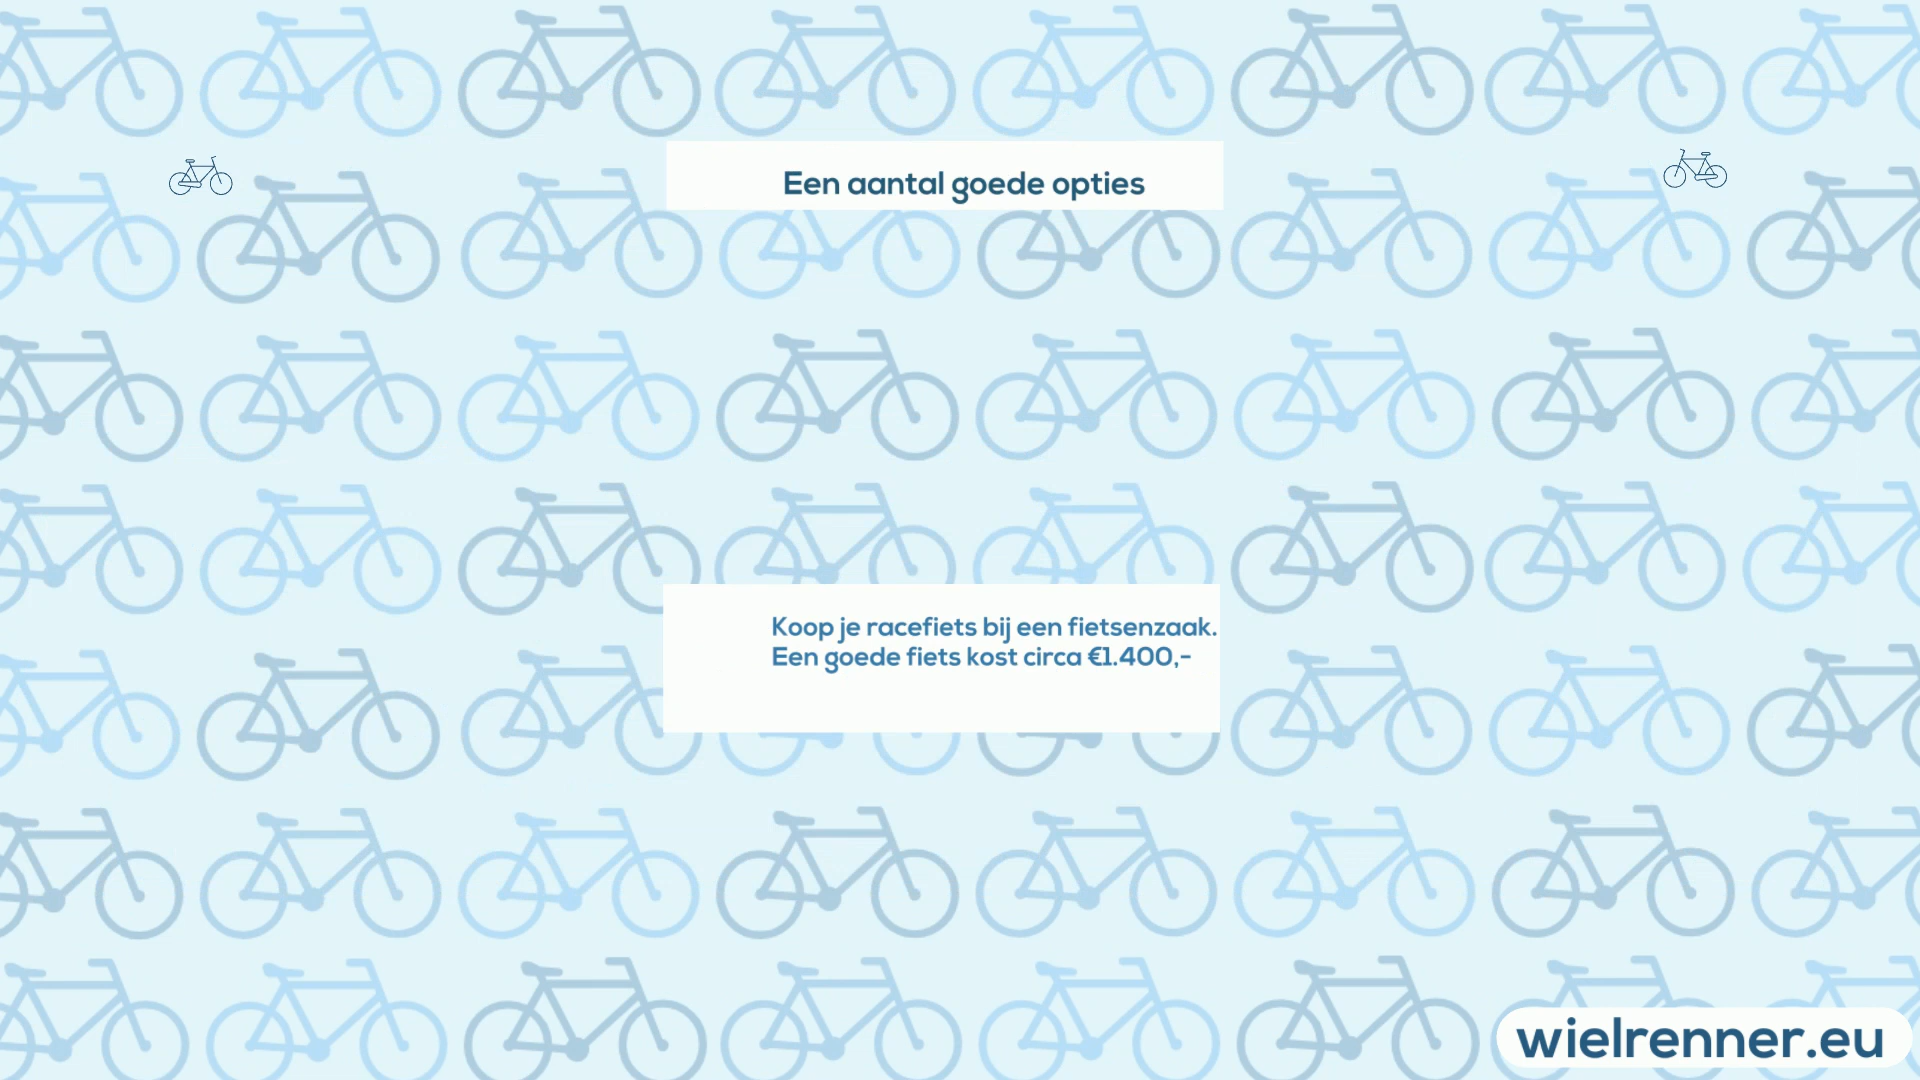 Een aantal goede opties
Koop je racefiets bij een fietsenzaak.
Een goede fiets kost circa €1.400,-
wielrenner.eu